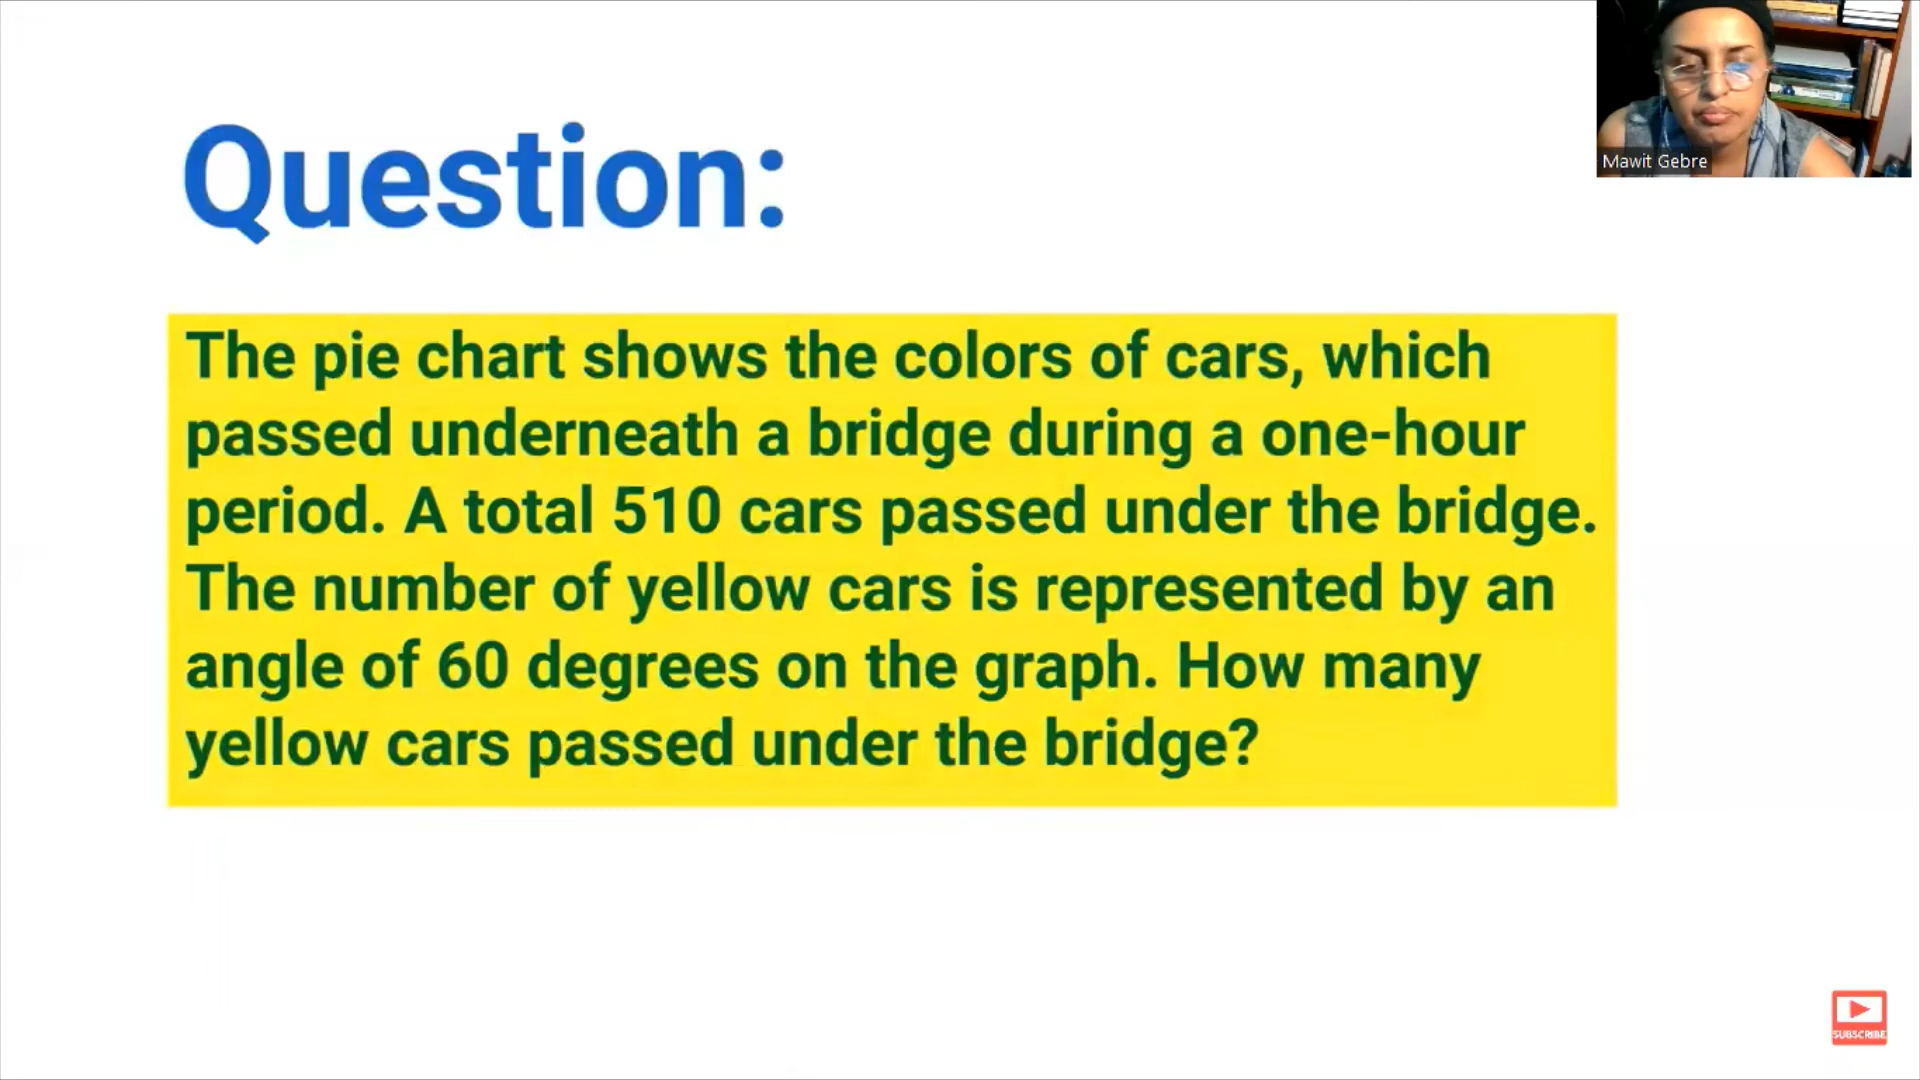 Question:
The pie chart shows the colors of cars, which
passed underneath a bridge during a one-hour
period. A total 510 cars passed under the bridge.
The number of yellow cars is represented by an
angle of 60 degrees on the graph. How many
yellow cars passed under the bridge?
Mawit Gebre
SUBSCRIBE